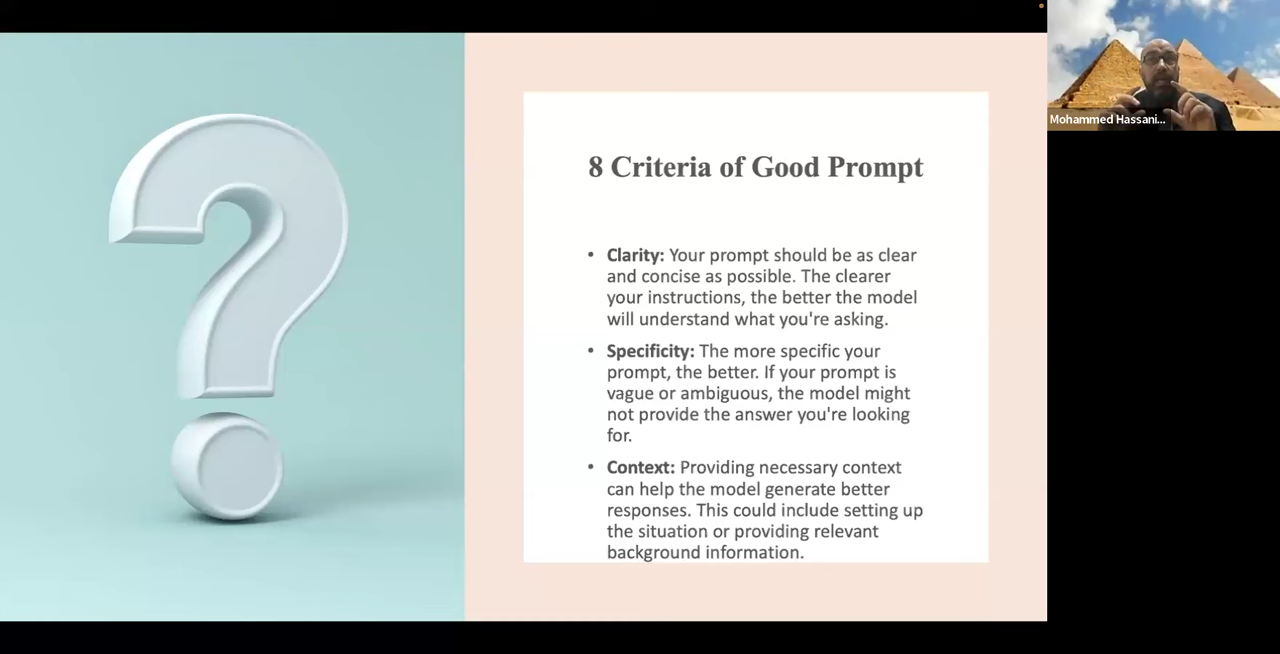 8 Criteria of Good Prompt
• Clarity: Your prompt should be as clear
and concise as possible. The clearer
your instructions, the better the model
will understand what you're asking.
• Specificity: The more specific your
prompt, the better. If your prompt is
vague or ambiguous, the model might
not provide the answer you're looking
for.
• Context: Providing necessary context
can help the model generate better
responses. This could include setting up
the situation or providing relevant
background information.
Mohammed Hassani...